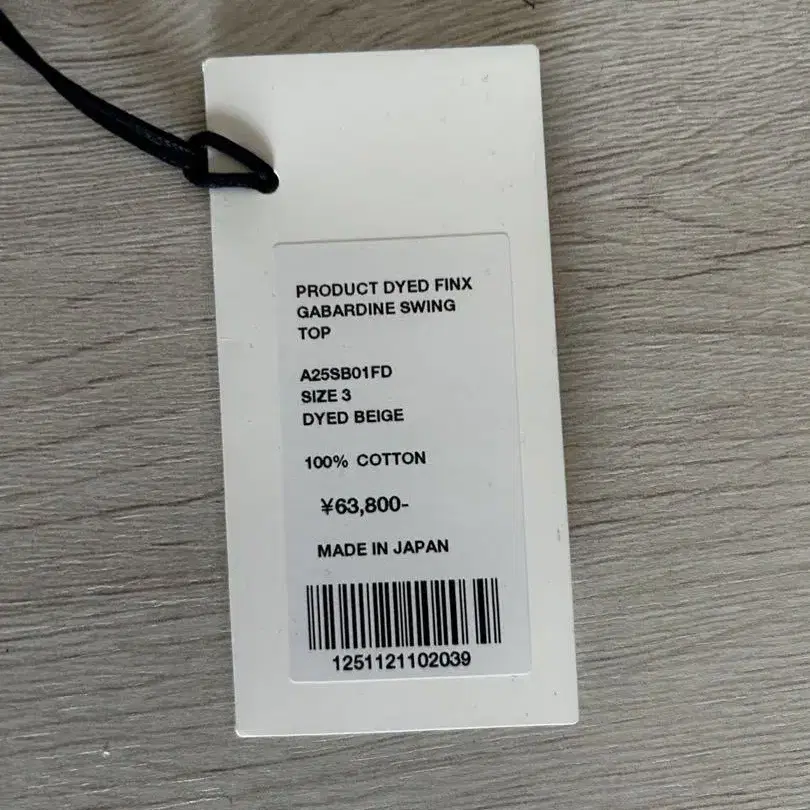 PRODUCT DYED FINX
GABARDINE SWING
TOP
A25SB01FD
SIZE 3
DYED BEIGE
100% COTTON
¥63,800-
MADE IN JAPAN
1251121102039